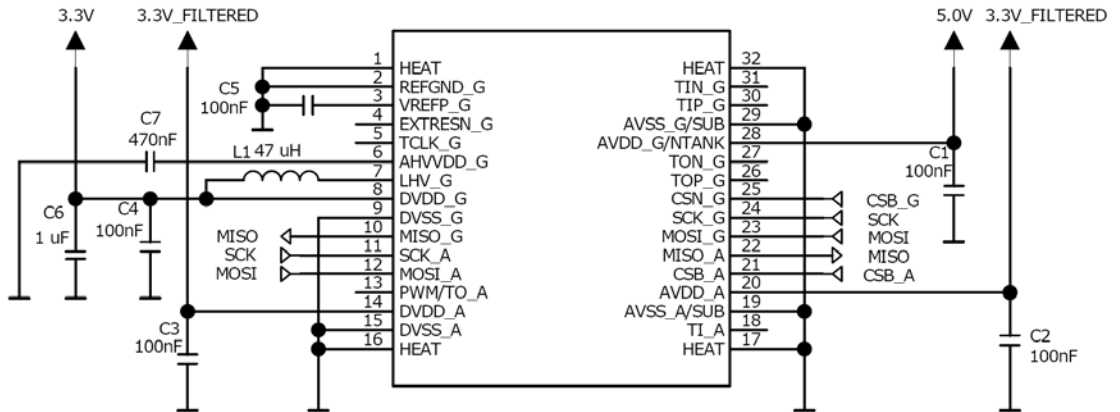 3.3V 3.3V_FILTERED 5.0V 3.3V_FILTERED
1 HEAT HEAT 32
2 REFGND_G TIN_G 31
C5
100nF
3 VREFP_G TIP_G 30
4 EXTRESN_G AVSS_G/SUB 29
C7
470nF
5 TCLK_G AVDD_G/NTANK 28
L1 47 uH
6 AHVVDD_G TON_G 27
C1
100nF
7 LHV_G TOP_G 26
8 DVDD_G CSN_G 25 CSB_G
C6
1 uF
C4
100nF
9 DVSS_G SCK_G 24 SCK
MISO 10 MISO_G MOSI_G 23 MOSI
SCK 11 SCK_A MISO_A 22 MISO
MOSI 12 MOSI_A CSB_A 21 CSB_A
13 PWM/TO_A AVDD_A 20
14 DVDD_A AVSS_A/SUB 19
C3
100nF
15 DVSS_A TI_A 18
16 HEAT HEAT 17
C2
100nF